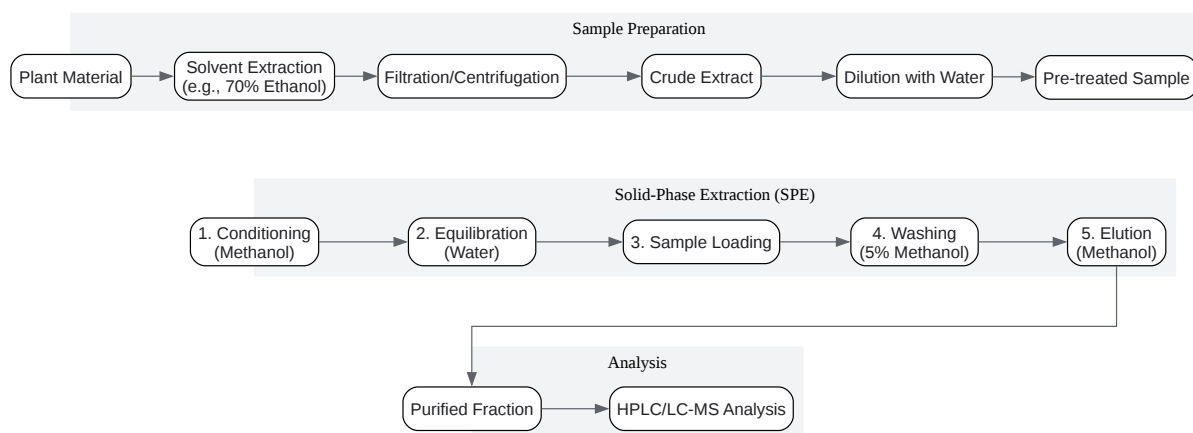 Sample Preparation
Plant Material
Solvent Extraction
(e.g., 70% Ethanol)
Filtration/Centrifugation
Crude Extract
Dilution with Water
Pre-treated Sample
Solid-Phase Extraction (SPE)
1. Conditioning
(Methanol)
2. Equilibration
(Water)
3. Sample Loading
4. Washing
(5% Methanol)
5. Elution
(Methanol)
Analysis
Purified Fraction
HPLC/LC-MS Analysis